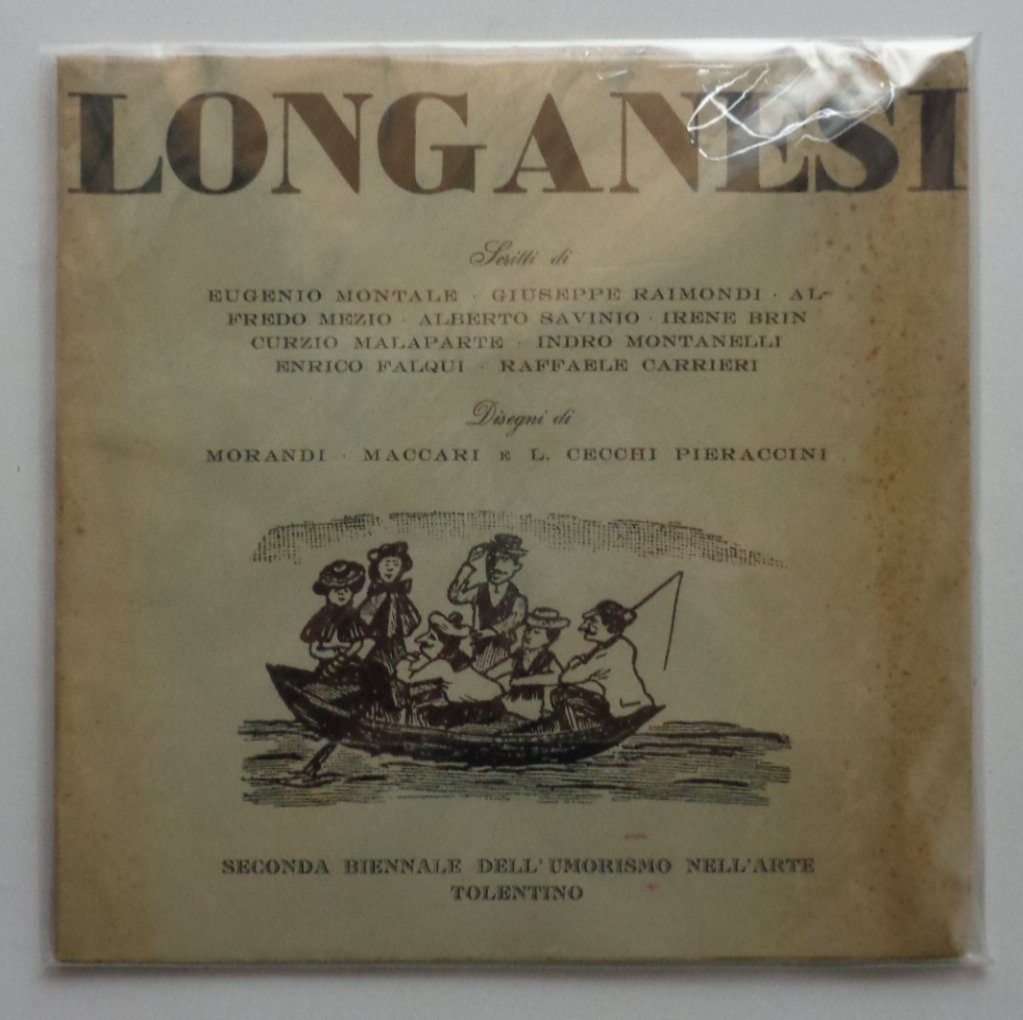 LONGANESI
Scritti di
EUGENIO MONTALE · GIUSEPPE RAIMONDI · AL-
FREDO MEZIO · ALBERTO SAVINIO · IRENE BRIN
CURZIO MALAPARTE · INDRO MONTANELLI
ENRICO FALQUI · RAFFAELE CARRIERI
Disegni di
MORANDI · MACCARI E L. CECCHI PIERACCINI
SECONDA BIENNALE DELL'UMORISMO NELL'ARTE
TOLENTINO